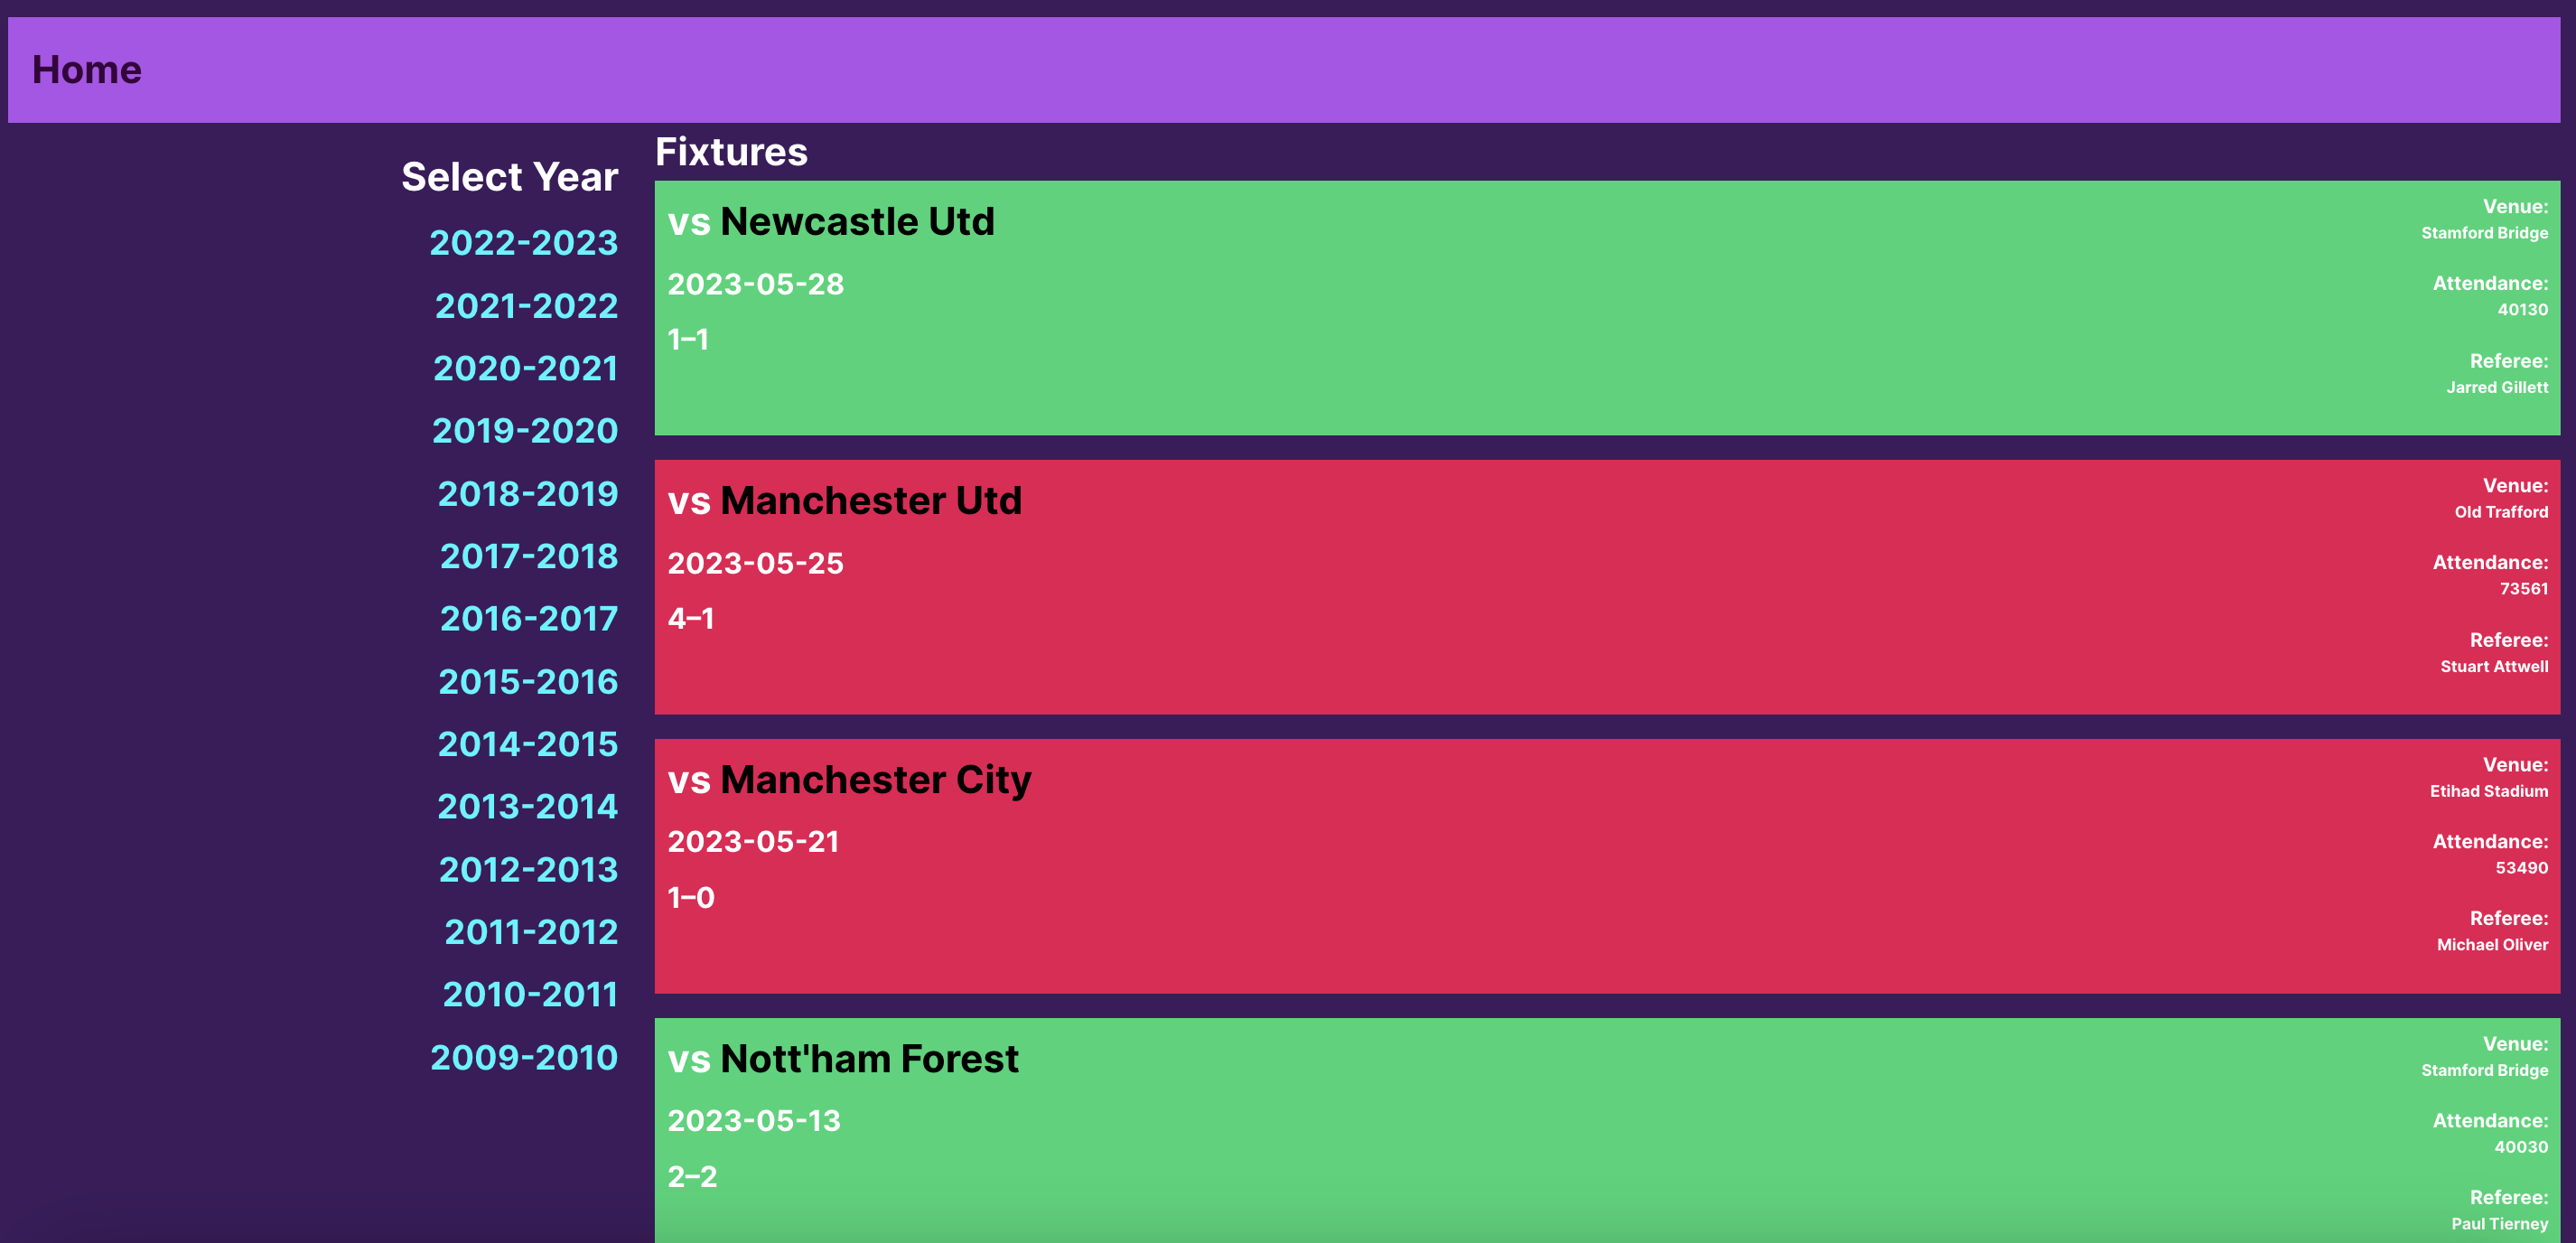 Home
Select Year
2022-2023
2021-2022
2020-2021
2019-2020
2018-2019
2017-2018
2016-2017
2015-2016
2014-2015
2013-2014
2012-2013
2011-2012
2010-2011
2009-2010
Fixtures
vs Newcastle Utd
2023-05-28
1–1
Venue:
Stamford Bridge
Attendance:
40130
Referee:
Jarred Gillett
vs Manchester Utd
2023-05-25
4–1
Venue:
Old Trafford
Attendance:
73561
Referee:
Stuart Attwell
vs Manchester City
2023-05-21
1–0
Venue:
Etihad Stadium
Attendance:
53490
Referee:
Michael Oliver
vs Nott'ham Forest
2023-05-13
2–2
Venue:
Stamford Bridge
Attendance:
40030
Referee:
Paul Tierney